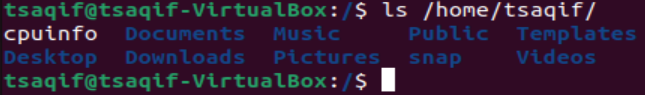 tsaqif@tsaqif-VirtualBox:/$ ls /home/tsaqif/
cpuinfo  Documents  Music     Public  Templates
Desktop  Downloads  Pictures  snap    Videos
tsaqif@tsaqif-VirtualBox:/$